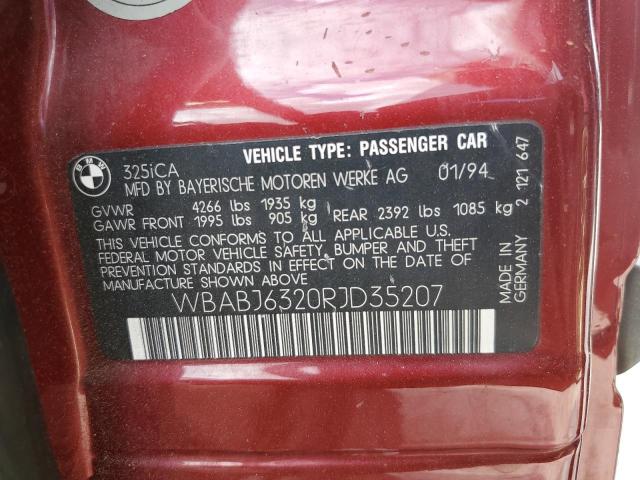 BMW
325iCA
VEHICLE TYPE: PASSENGER CAR
MFD BY BAYERISCHE MOTOREN WERKE AG 01/94
GVWR 4266 lbs 1935 kg
GAWR FRONT 1995 lbs 905 kg REAR 2392 lbs 1085 kg
THIS VEHICLE CONFORMS TO ALL APPLICABLE U.S.
FEDERAL MOTOR VEHICLE SAFETY, BUMPER AND THEFT
PREVENTION STANDARDS IN EFFECT ON THE DATE OF
MANUFACTURE SHOWN ABOVE
WBABJ6320RJD35207
MADE IN
GERMANY
2 121 647